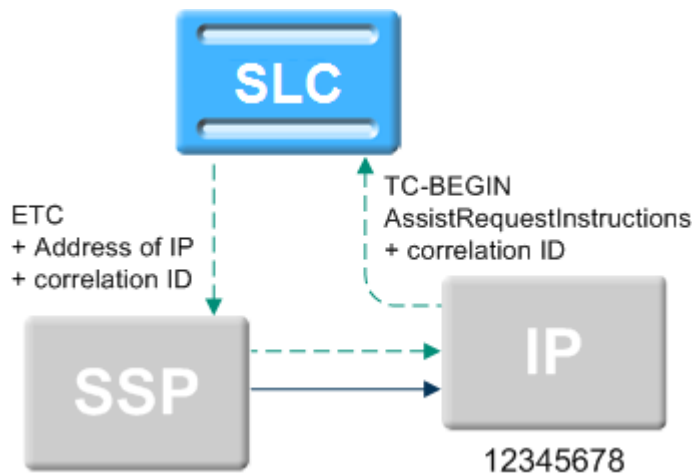 SLC
ETC
+ Address of IP
+ correlation ID
TC-BEGIN
AssistRequestInstructions
+ correlation ID
SSP
IP
12345678